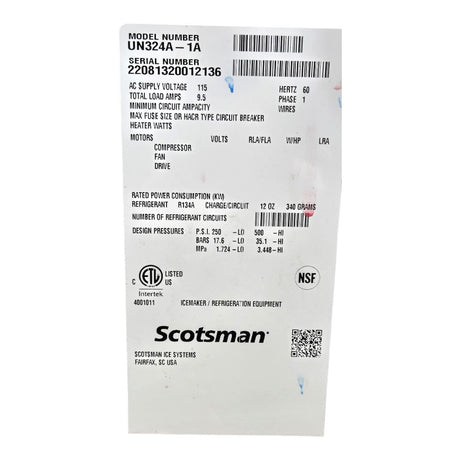 MODEL NUMBER
UN324A-1A
SERIAL NUMBER
22081320012136
AC SUPPLY VOLTAGE 115 HERTZ 60
TOTAL LOAD AMPS 9.5 PHASE 1
MINIMUM CIRCUIT AMPACITY WIRES
MAX FUSE SIZE OR HACR TYPE CIRCUIT BREAKER
HEATER WATTS
MOTORS VOLTS RLA/FLA W/HP LRA
COMPRESSOR
FAN
DRIVE
RATED POWER CONSUMPTION (KW)
REFRIGERANT R134A CHARGE/CIRCUIT 12 OZ 340 GRAMS
NUMBER OF REFRIGERANT CIRCUITS
DESIGN PRESSURES P.S.I. 250 -LO 500 -HI
BARS 17.6 -LO 35.1 -HI
MPa 1.724 -LO 3.448 -HI
C ETL LISTED US
Intertek
4001011
NSF
ICEMAKER / REFRIGERATION EQUIPMENT
Scotsman
SCOTSMAN ICE SYSTEMS
FAIRFAX, SC USA